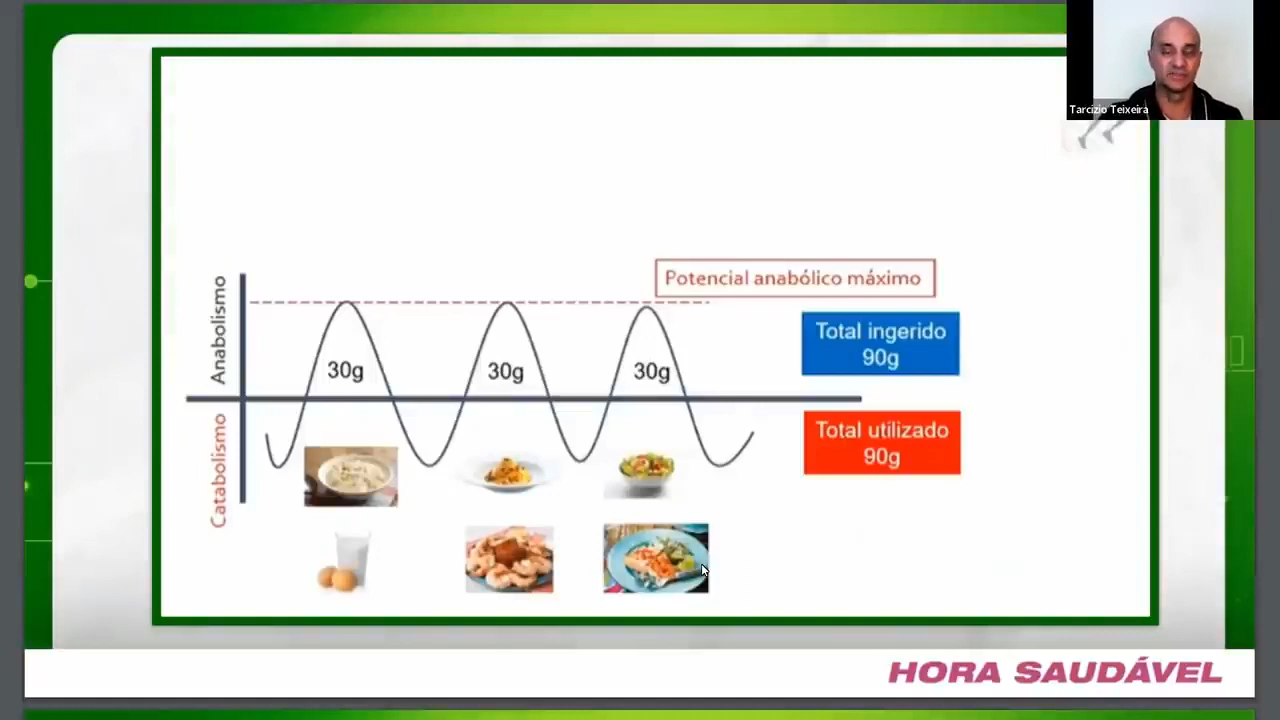 Tarcizio Teixeira
Potencial anabólico máximo
Anabolismo
Catabolismo
30g
30g
30g
Total ingerido
90g
Total utilizado
90g
HORA SAUDÁVEL